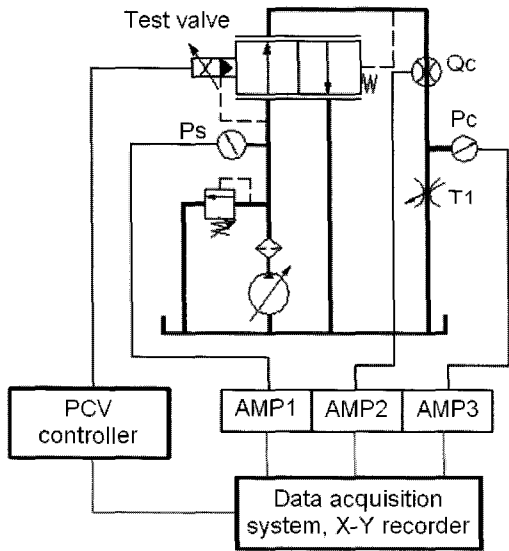 Test valve
Qc
Ps
Pc
T1
AMP1 AMP2 AMP3
PCV
controller
Data acquisition
system, X-Y recorder